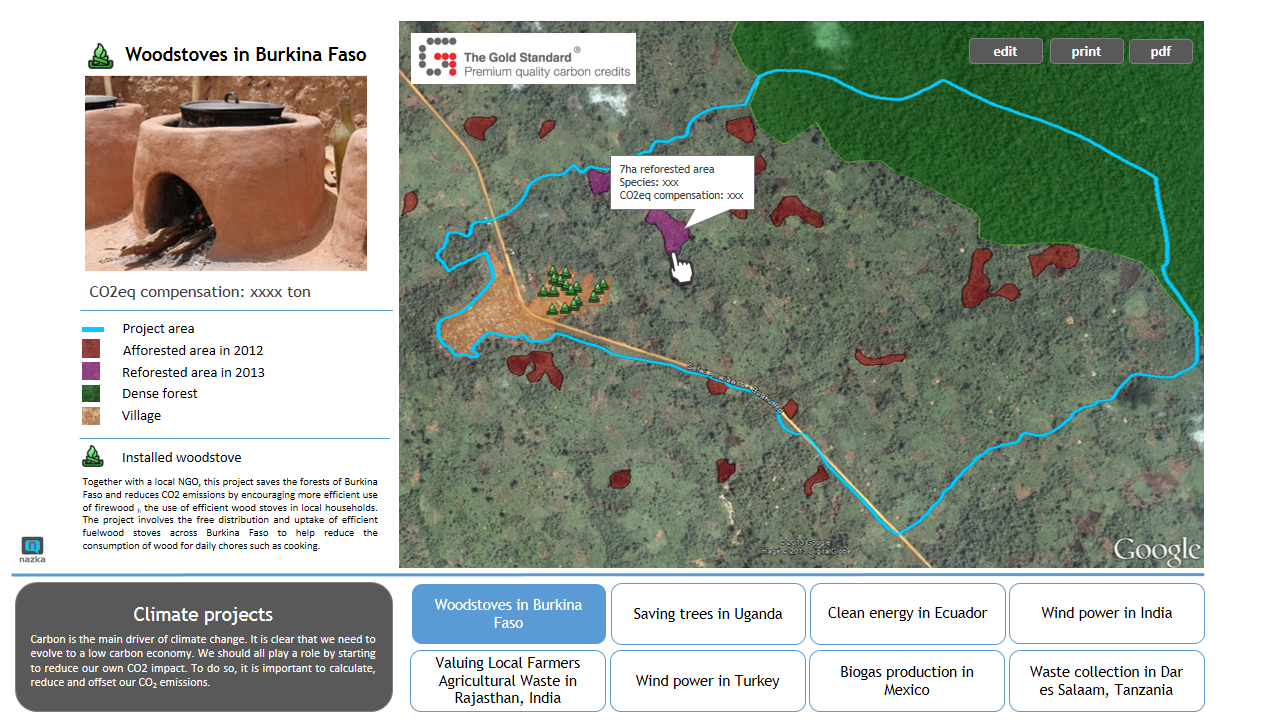 Woodstoves in Burkina Faso
CO2eq compensation: xxxx ton
Project area
Afforested area in 2012
Reforested area in 2013
Dense forest
Village
Installed woodstove
Together with a local NGO, this project saves the forests of Burkina
Faso and reduces CO2 emissions by encouraging more efficient use
of firewood , the use of efficient wood stoves in local households.
The project involves the free distribution and uptake of efficient
fuelwood stoves across Burkina Faso to help reduce the
consumption of wood for daily chores such as cooking.
nazka
The Gold Standard®
Premium quality carbon credits
edit
print
pdf
7ha reforested area
Species: xxx
CO2eq compensation: xxx
© 2013 Google
Image © 2013 DigitalGlobe
Google
Climate projects
Carbon is the main driver of climate change. It is clear that we need to
evolve to a low carbon economy. We should all play a role by starting
to reduce our own CO2 impact. To do so, it is important to calculate,
reduce and offset our CO₂ emissions.
Woodstoves in Burkina
Faso
Saving trees in Uganda
Clean energy in Ecuador
Wind power in India
Valuing Local Farmers
Agricultural Waste in
Rajasthan, India
Wind power in Turkey
Biogas production in
Mexico
Waste collection in Dar
es Salaam, Tanzania